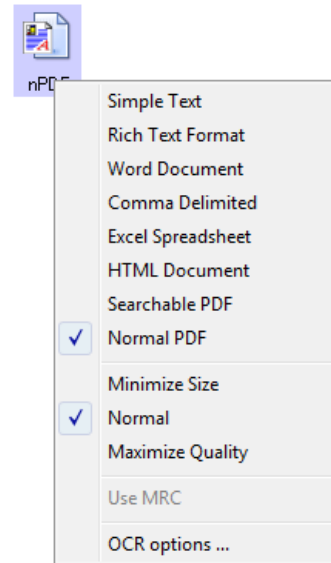 nPDF
Simple Text
Rich Text Format
Word Document
Comma Delimited
Excel Spreadsheet
HTML Document
Searchable PDF
Normal PDF
Minimize Size
Normal
Maximize Quality
Use MRC
OCR options ...